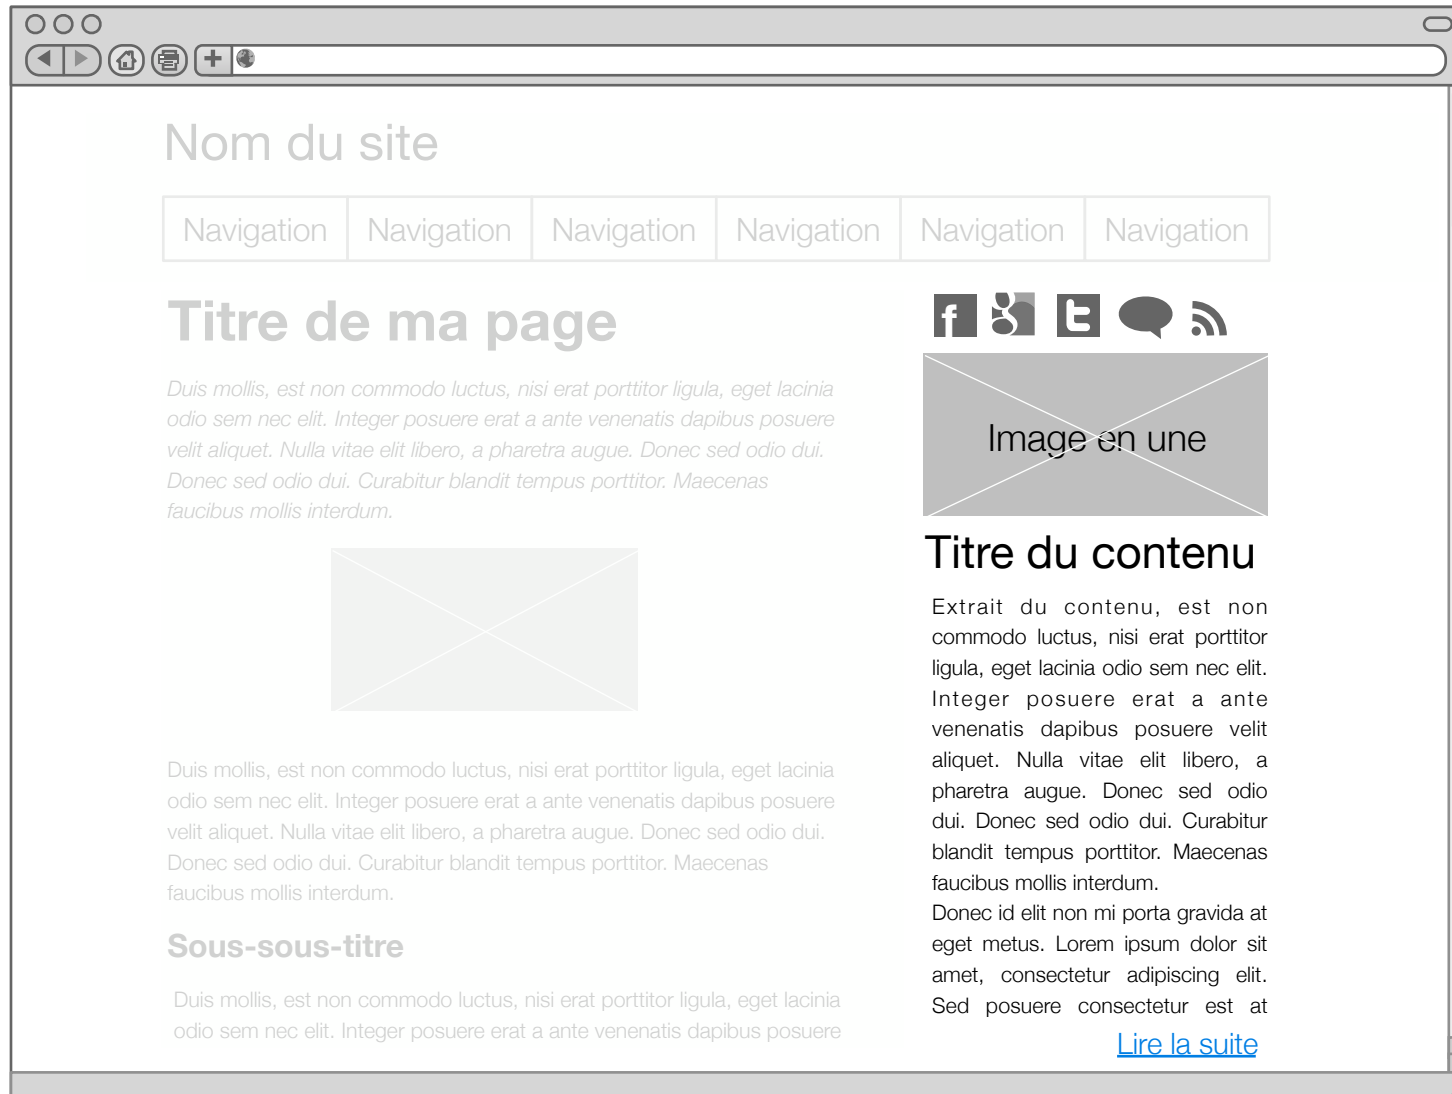 Nom du site
Navigation Navigation Navigation Navigation Navigation Navigation
Titre de ma page
Duis mollis, est non commodo luctus, nisi erat porttitor ligula, eget lacinia
odio sem nec elit. Integer posuere erat a ante venenatis dapibus posuere
velit aliquet. Nulla vitae elit libero, a pharetra augue. Donec sed odio dui.
Donec sed odio dui. Curabitur blandit tempus porttitor. Maecenas
faucibus mollis interdum.
Duis mollis, est non commodo luctus, nisi erat porttitor ligula, eget lacinia
odio sem nec elit. Integer posuere erat a ante venenatis dapibus posuere
velit aliquet. Nulla vitae elit libero, a pharetra augue. Donec sed odio dui.
Donec sed odio dui. Curabitur blandit tempus porttitor. Maecenas
faucibus mollis interdum.
Sous-sous-titre
Duis mollis, est non commodo luctus, nisi erat porttitor ligula, eget lacinia
odio sem nec elit. Integer posuere erat a ante venenatis dapibus posuere
Image en une
Titre du contenu
Extrait du contenu, est non
commodo luctus, nisi erat porttitor
ligula, eget lacinia odio sem nec elit.
Integer posuere erat a ante
venenatis dapibus posuere velit
aliquet. Nulla vitae elit libero, a
pharetra augue. Donec sed odio
dui. Donec sed odio dui. Curabitur
blandit tempus porttitor. Maecenas
faucibus mollis interdum.
Donec id elit non mi porta gravida at
eget metus. Lorem ipsum dolor sit
amet, consectetur adipiscing elit.
Sed posuere consectetur est at
Lire la suite